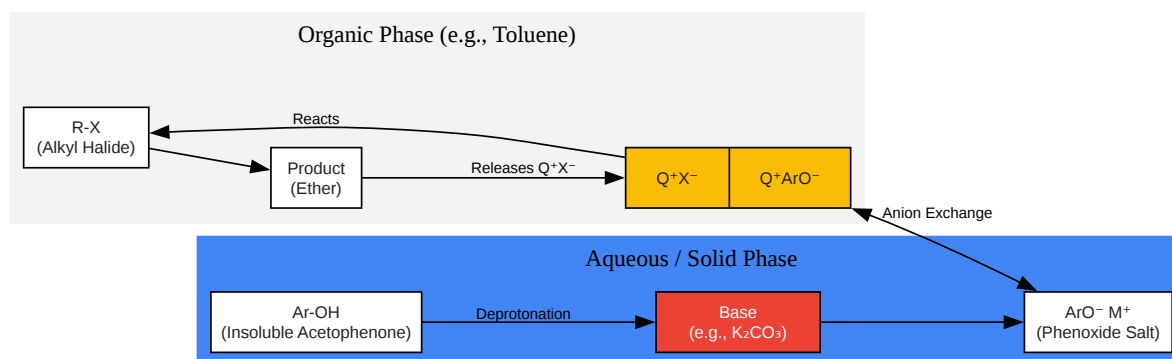 Organic Phase (e.g., Toluene)
R-X
(Alkyl Halide)
Reacts
Product
(Ether)
Releases Q⁺X⁻
Q⁺X⁻
Q⁺ArO⁻
Anion Exchange
Aqueous / Solid Phase
Ar-OH
(Insoluble Acetophenone)
Deprotonation
Base
(e.g., K₂CO₃)
ArO⁻ M⁺
(Phenoxide Salt)